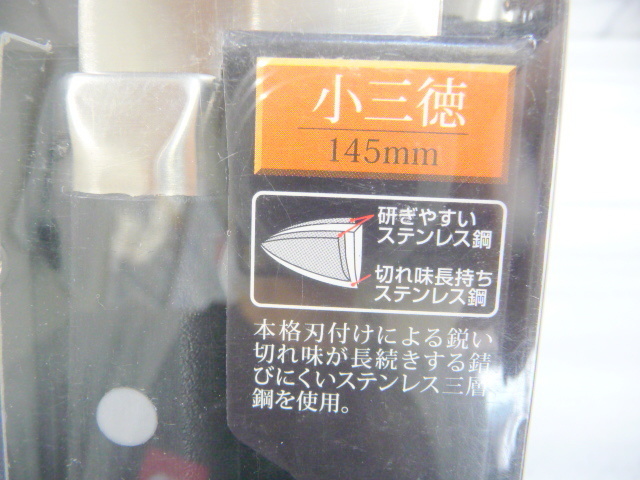 小三徳
145mm
研ぎやすい
ステンレス鋼
切れ味長持ち
ステンレス鋼
本格刃付けによる鋭い
切れ味が長続きする錆
びにくいステンレス三層
鋼を使用。